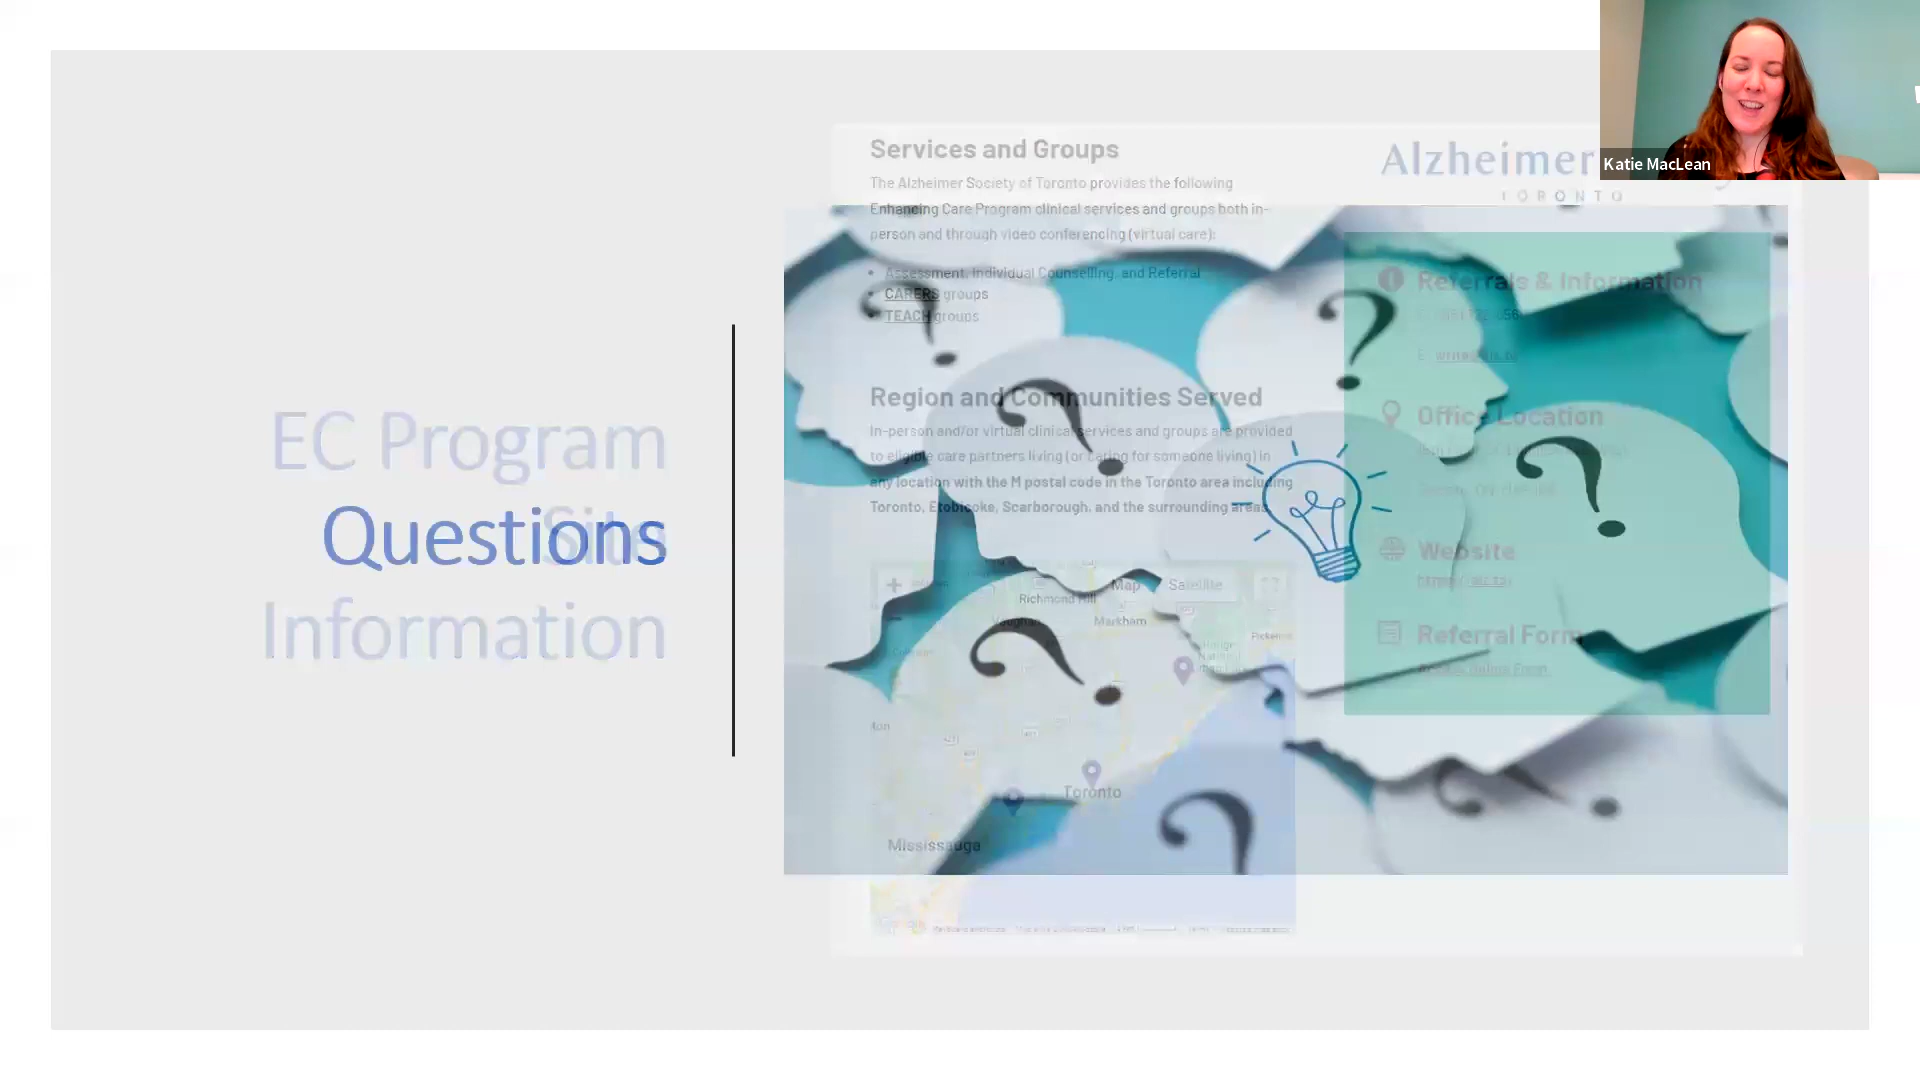 Katie MacLean
EC Program
Questions
Site
Information
Services and Groups
The Alzheimer Society of Toronto provides the following
Enhancing Care Program clinical services and groups both in-
person and through video conferencing (virtual care):
• Assessment, Individual Counselling, and Referral
• CARERS groups
• TEACH groups
Region and Communities Served
In-person and/or virtual clinical services and groups are provided
to eligible care partners living (or caring for someone living) in
any location with the M postal code in the Toronto area including
Toronto, Etobicoke, Scarborough, and the surrounding areas.
Map Satellite
Richmond Hill
Vaughan
Markham
Toronto
Mississauga
Alzheimer
TORONTO
Referrals & Information
Office Location
Website
Referral Form
? ? ? ? ? ? ?